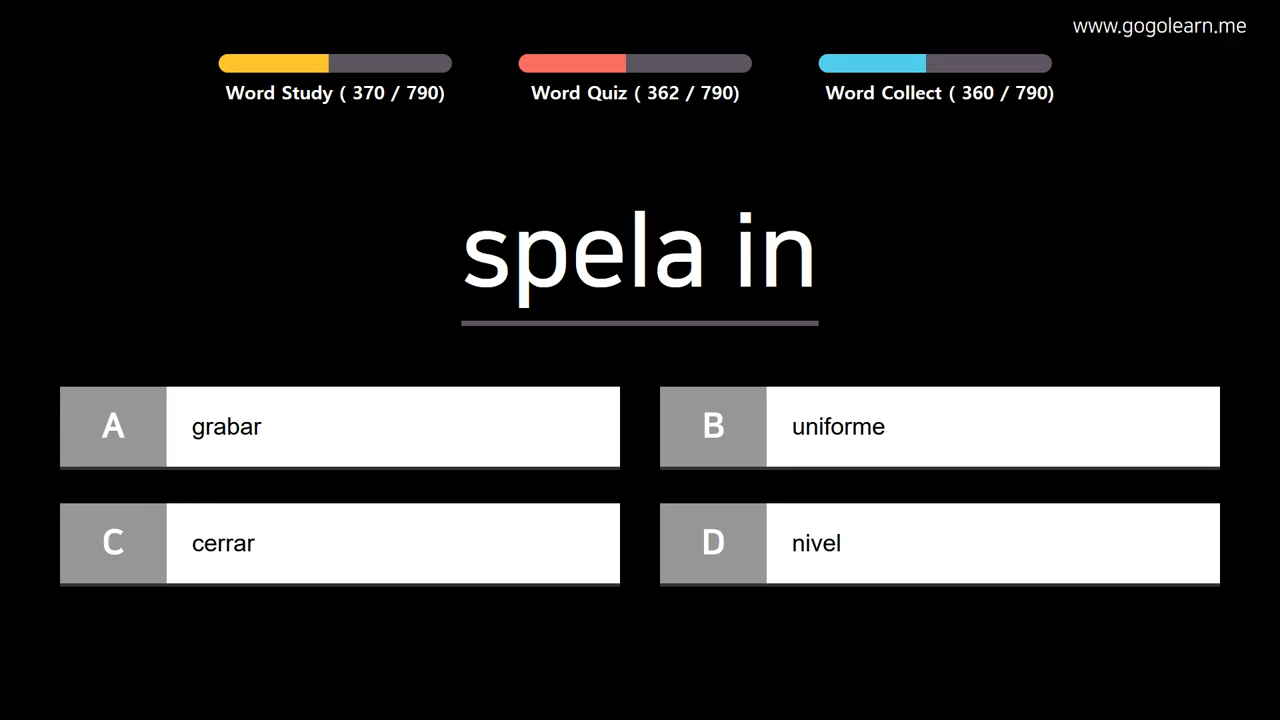 www.gogolearn.me
Word Study ( 370 / 790)
Word Quiz ( 362 / 790)
Word Collect ( 360 / 790)
spela in
A grabar
B uniforme
C cerrar
D nivel